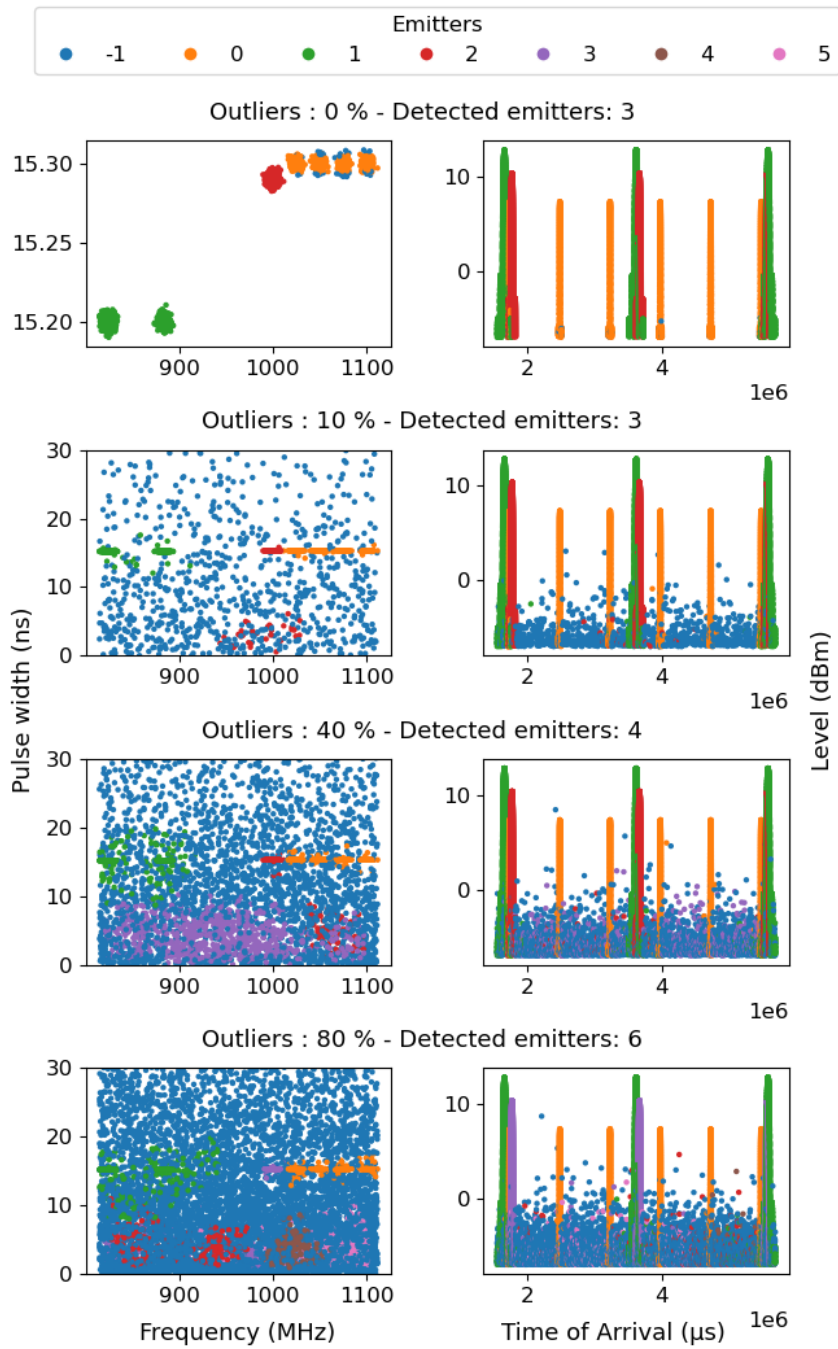 Emitters
-1 0 1 2 3 4 5
Outliers : 0 % - Detected emitters: 3
15.30
15.25
15.20
900 1000 1100
10
0
2 4
1e6
Outliers : 10 % - Detected emitters: 3
30
20
10
0
900 1000 1100
10
0
2 4
1e6
Outliers : 40 % - Detected emitters: 4
30
20
10
0
900 1000 1100
10
0
2 4
1e6
Outliers : 80 % - Detected emitters: 6
30
20
10
0
900 1000 1100
10
0
2 4
1e6
Pulse width (ns)
Level (dBm)
Frequency (MHz)
Time of Arrival (μs)